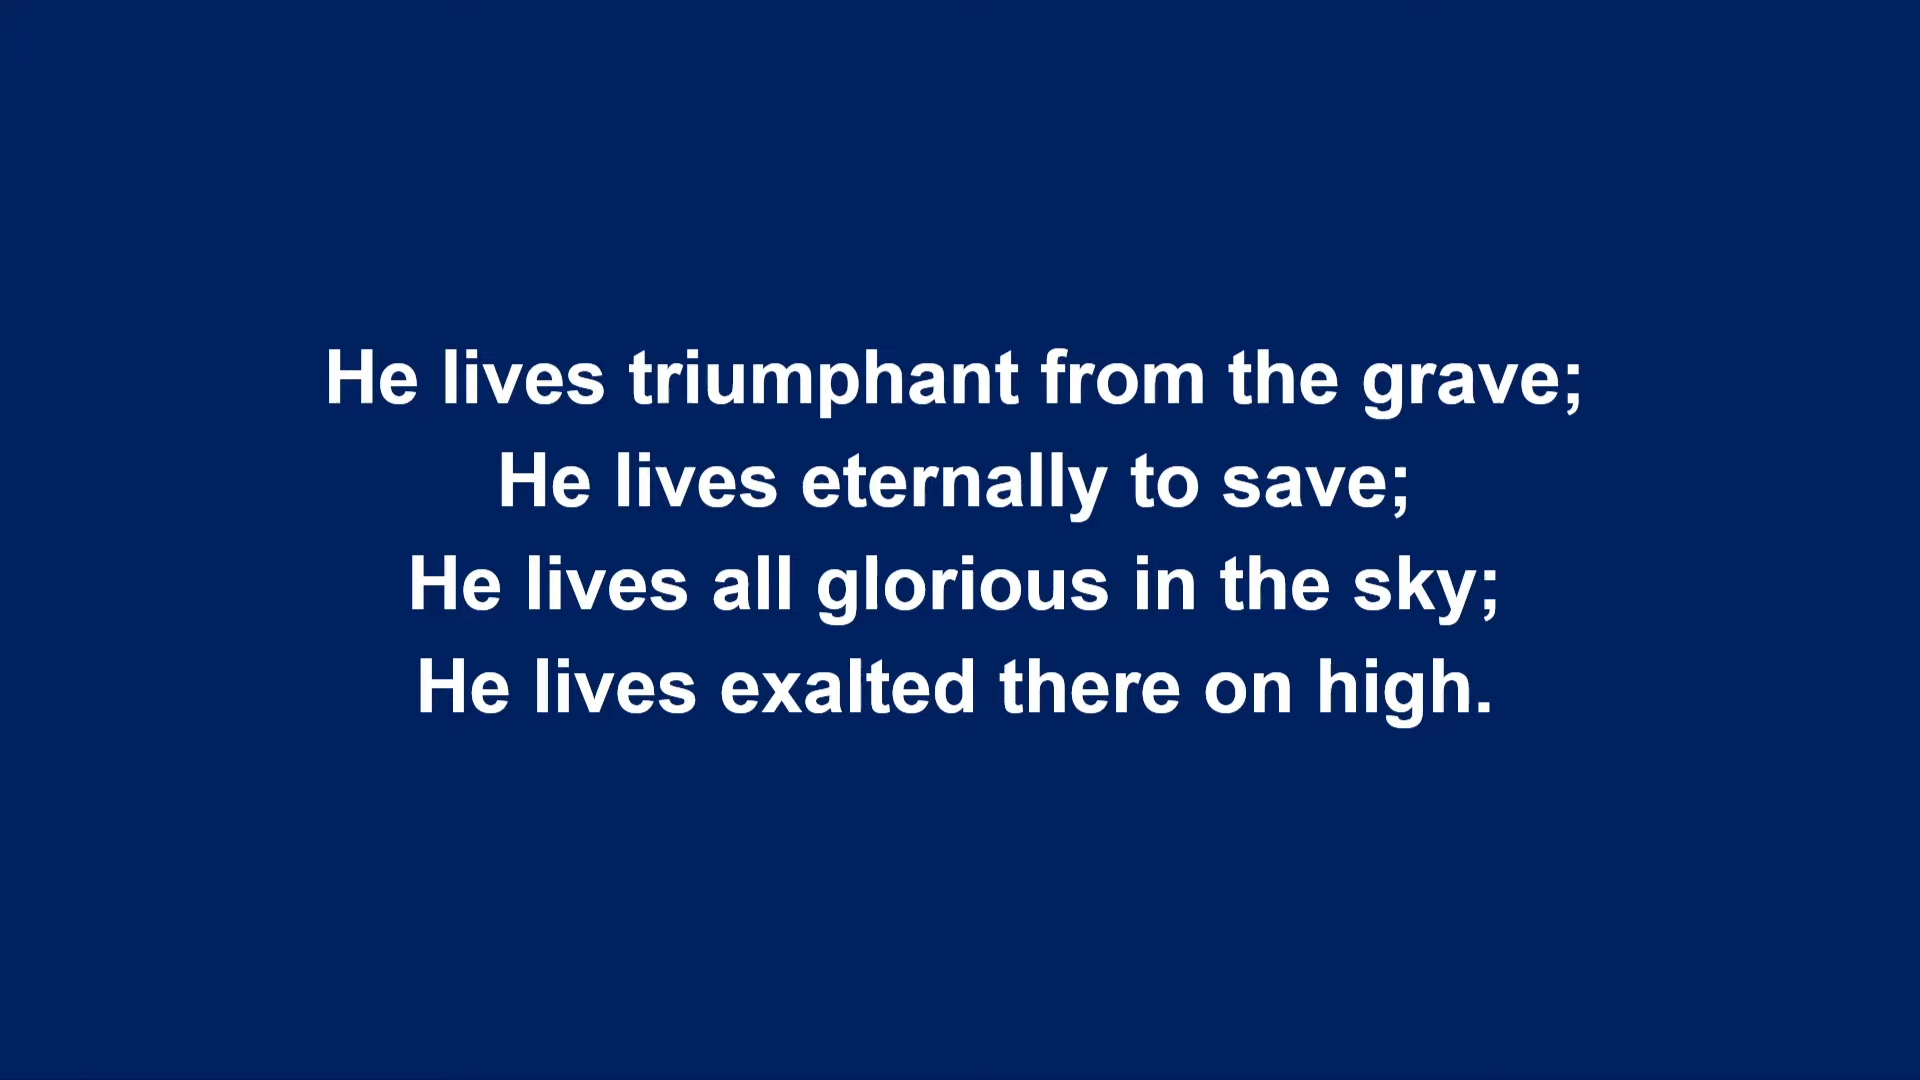 He lives triumphant from the grave;
He lives eternally to save;
He lives all glorious in the sky;
He lives exalted there on high.